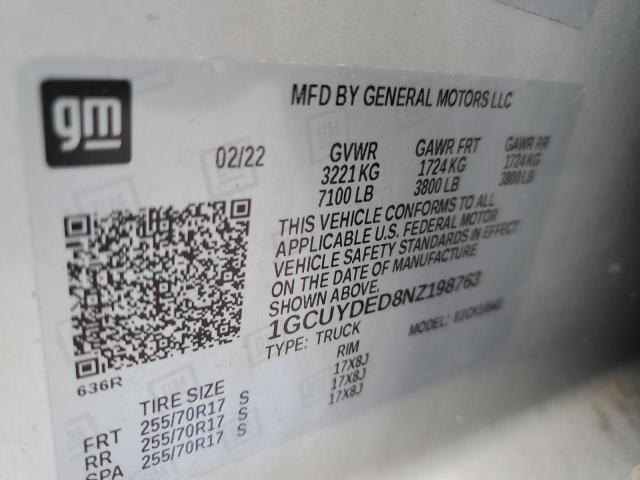 gm
MFD BY GENERAL MOTORS LLC
02/22 GVWR GAWR FRT GAWR RR
3221 KG 1724 KG 1724 KG
7100 LB 3800 LB 3800 LB
THIS VEHICLE CONFORMS TO ALL
APPLICABLE U.S. FEDERAL MOTOR
VEHICLE SAFETY STANDARDS IN EFFECT
ON THE DATE OF MANUFACTURE
SHOWN ABOVE.
1GCUYDED8NZ198763
TYPE: TRUCK MODEL:
636R
TIRE SIZE RIM
FRT 255/70R17 S 17X8J
RR 255/70R17 S 17X8J
SPA 255/70R17 S 17X8J